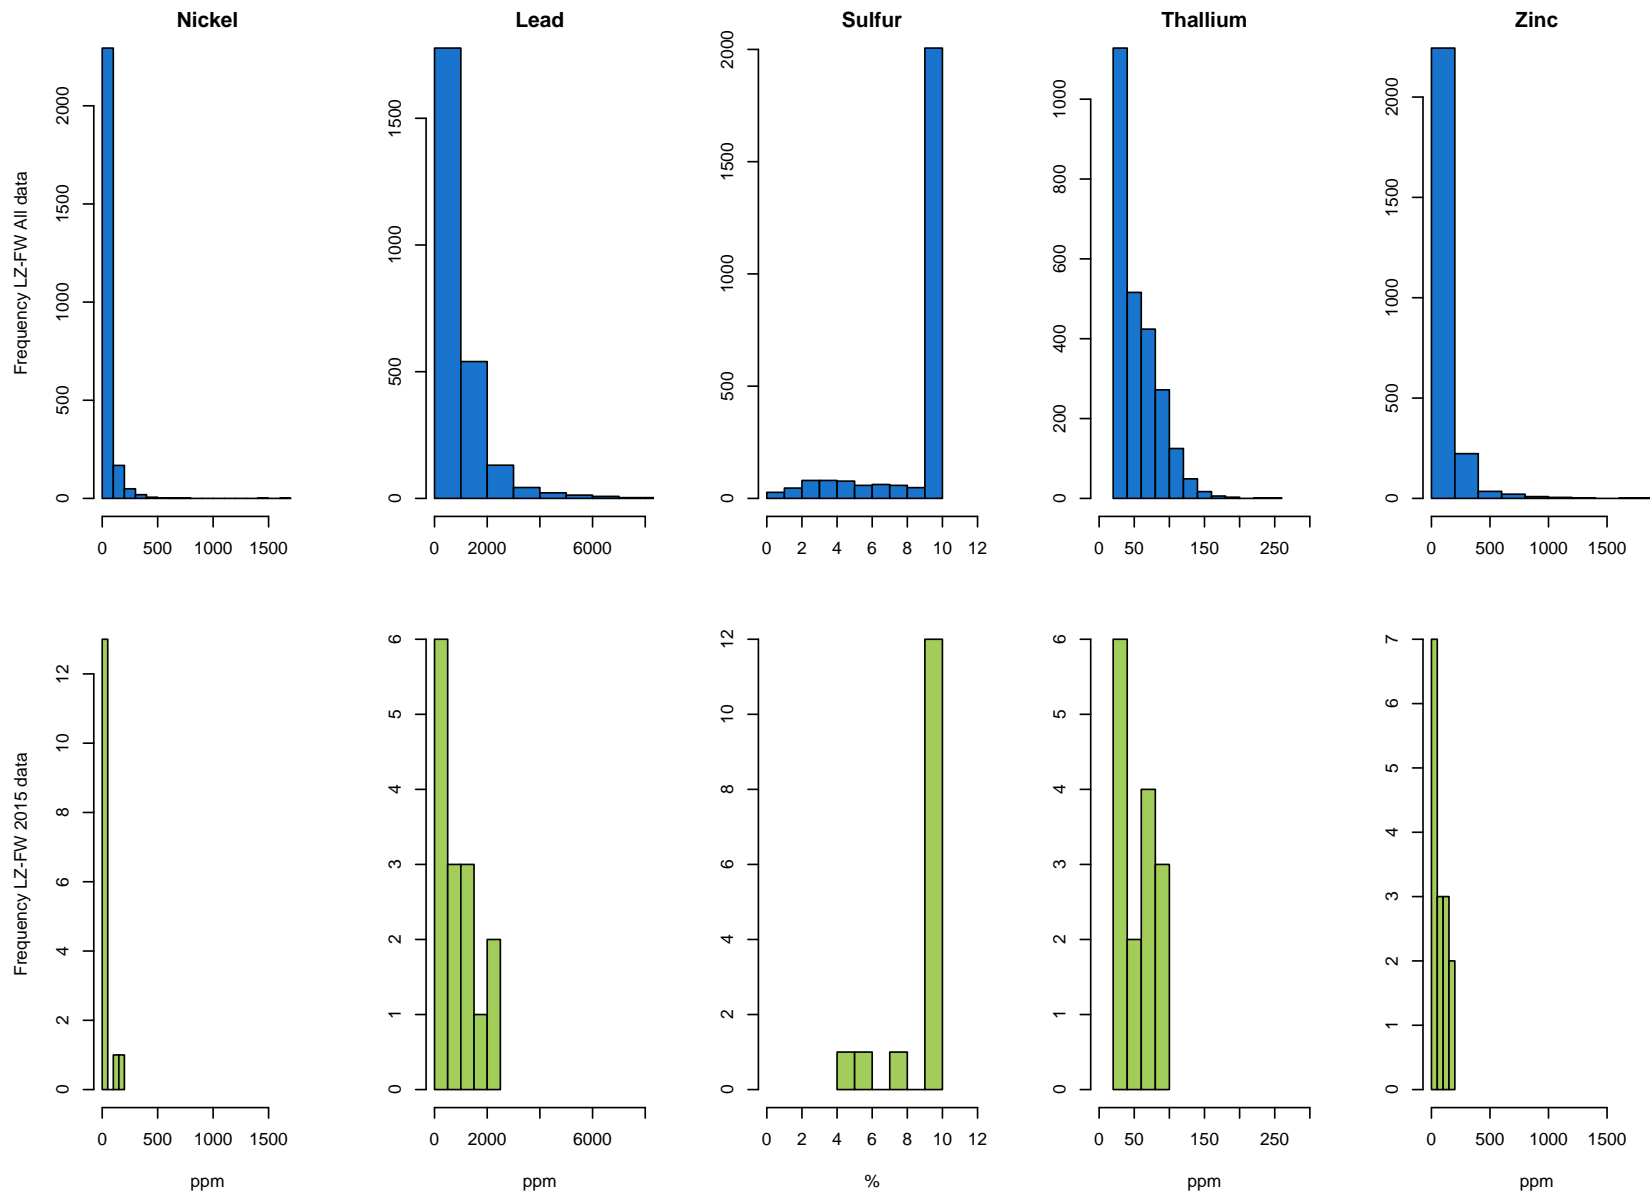 Nickel Lead Sulfur Thallium Zinc
Frequency LZ-FW All data
0 500 1000 1500 2000
0 500 1000 1500
0 500 1000 1500 2000
0 200 400 600 800 1000
0 500 1000 1500 2000
0 500 1000 1500
0 2000 6000
0 2 4 6 8 10 12
0 50 150 250
0 500 1000 1500
Frequency LZ-FW 2015 data
0 2 4 6 8 10 12
0 1 2 3 4 5 6
0 2 4 6 8 10 12
0 1 2 3 4 5 6
0 1 2 3 4 5 6 7
0 500 1000 1500
0 2000 6000
0 2 4 6 8 10 12
0 50 150 250
0 500 1000 1500
ppm ppm % ppm ppm